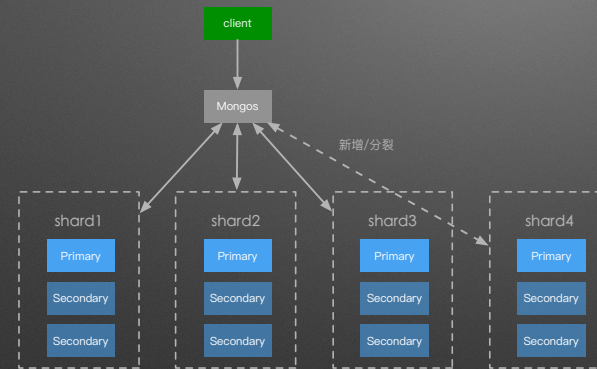 client
Mongos
新增/分裂
shard1
shard2
shard3
shard4
Primary
Primary
Primary
Primary
Secondary
Secondary
Secondary
Secondary
Secondary
Secondary
Secondary
Secondary